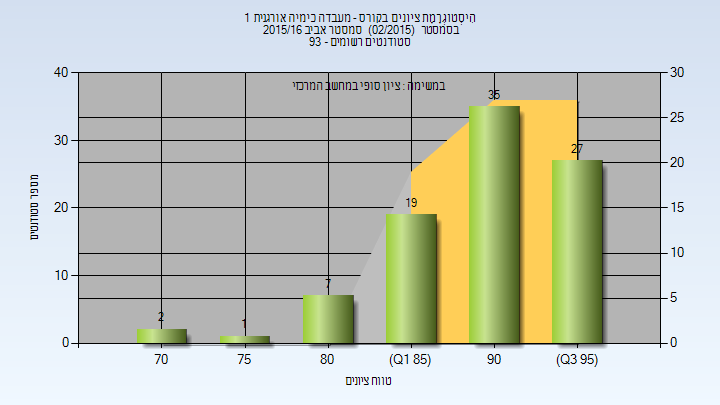 היסטוגרמת ציונים בקורס - מעבדה כימיה אורגנית 1
בסמסטר (02/2015) סמסטר אביב 2015/16
סטודנטים רשומים - 93
במשימה : ציון סופי במחשב המרכזי
מספר סטודנטים
40
30
20
10
0
30
25
20
15
10
5
0
2
1
7
19
35
27
70
75
80
(Q1 85)
90
(Q3 95)
טווח ציונים